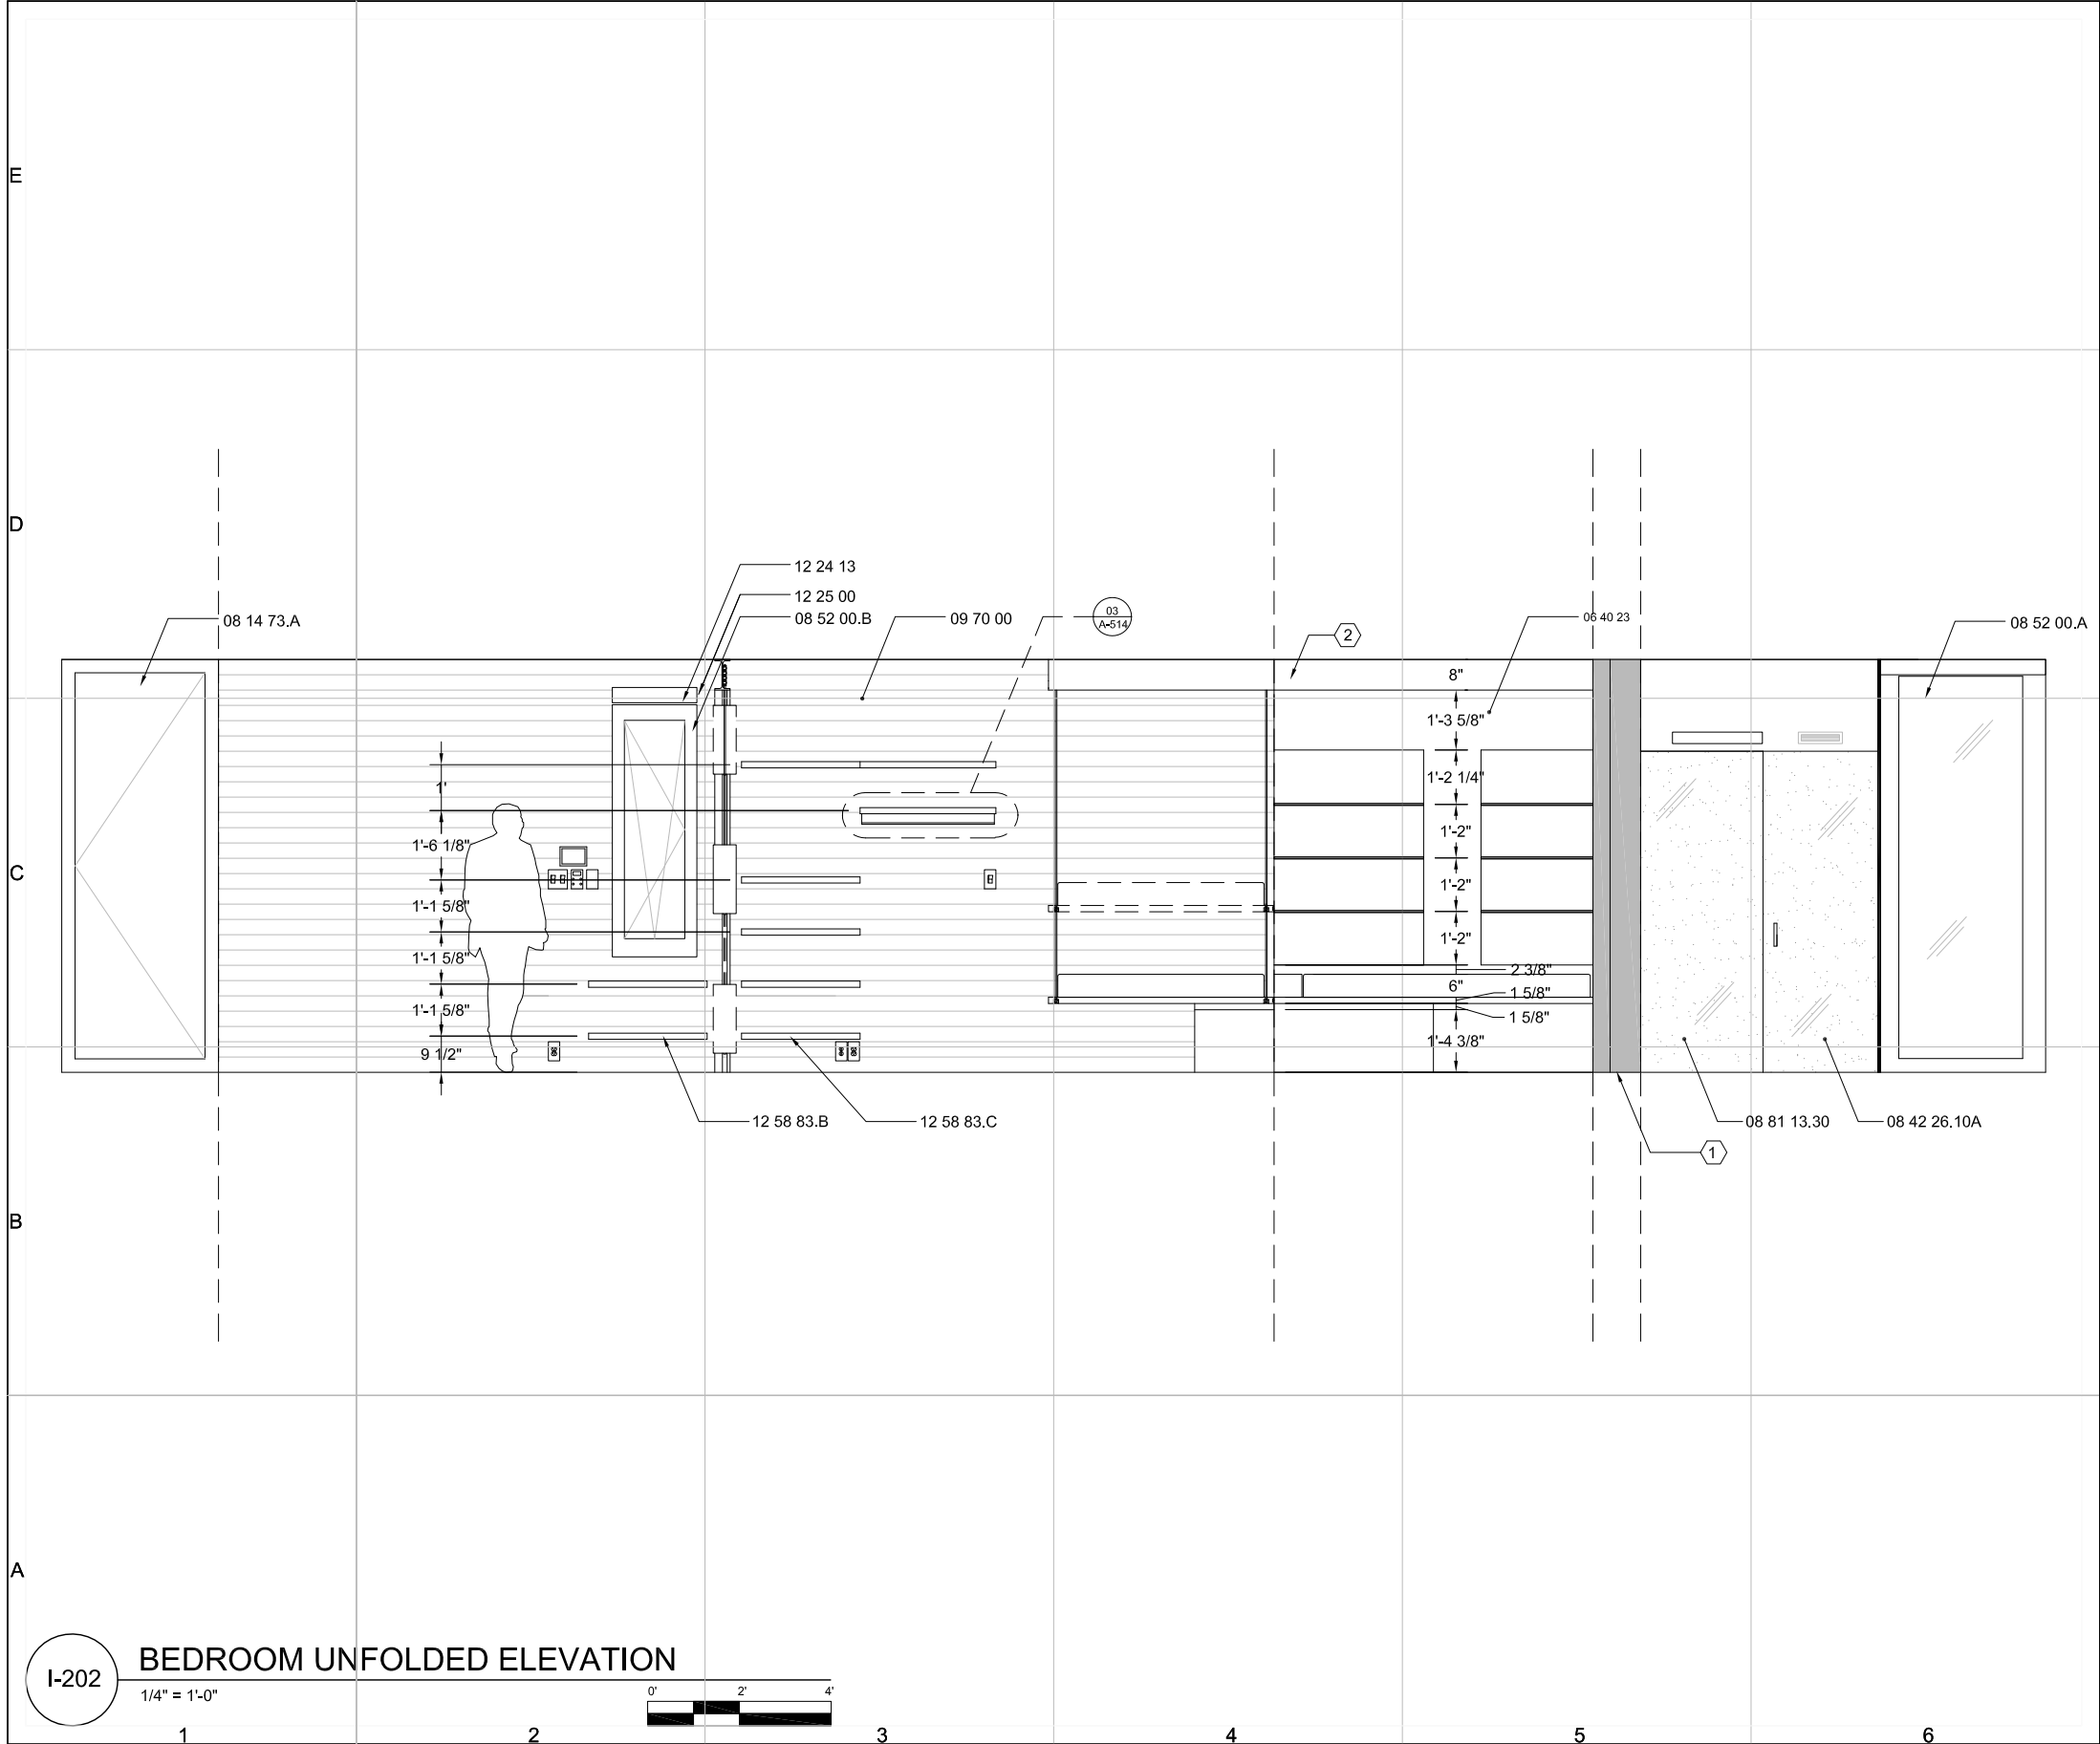 E
D
12 24 13
12 25 00
08 14 73.A
08 52 00.B
09 70 00
03
A-514
2
06 40 23
08 52 00.A
8"
1'-3 5/8"
1'-2 1/4"
1'
1'-2"
1'-6 1/8"
C
1'-2"
1'-1 5/8"
1'-2"
1'-1 5/8"
2 3/8"
6"
1 5/8"
1'-1 5/8"
1 5/8"
1'-4 3/8"
9 1/2"
12 58 83.B
12 58 83.C
08 81 13.30
08 42 26.10A
1
B
A
I-202
BEDROOM UNFOLDED ELEVATION
1/4" = 1'-0"
0' 2' 4'
1 2 3 4 5 6